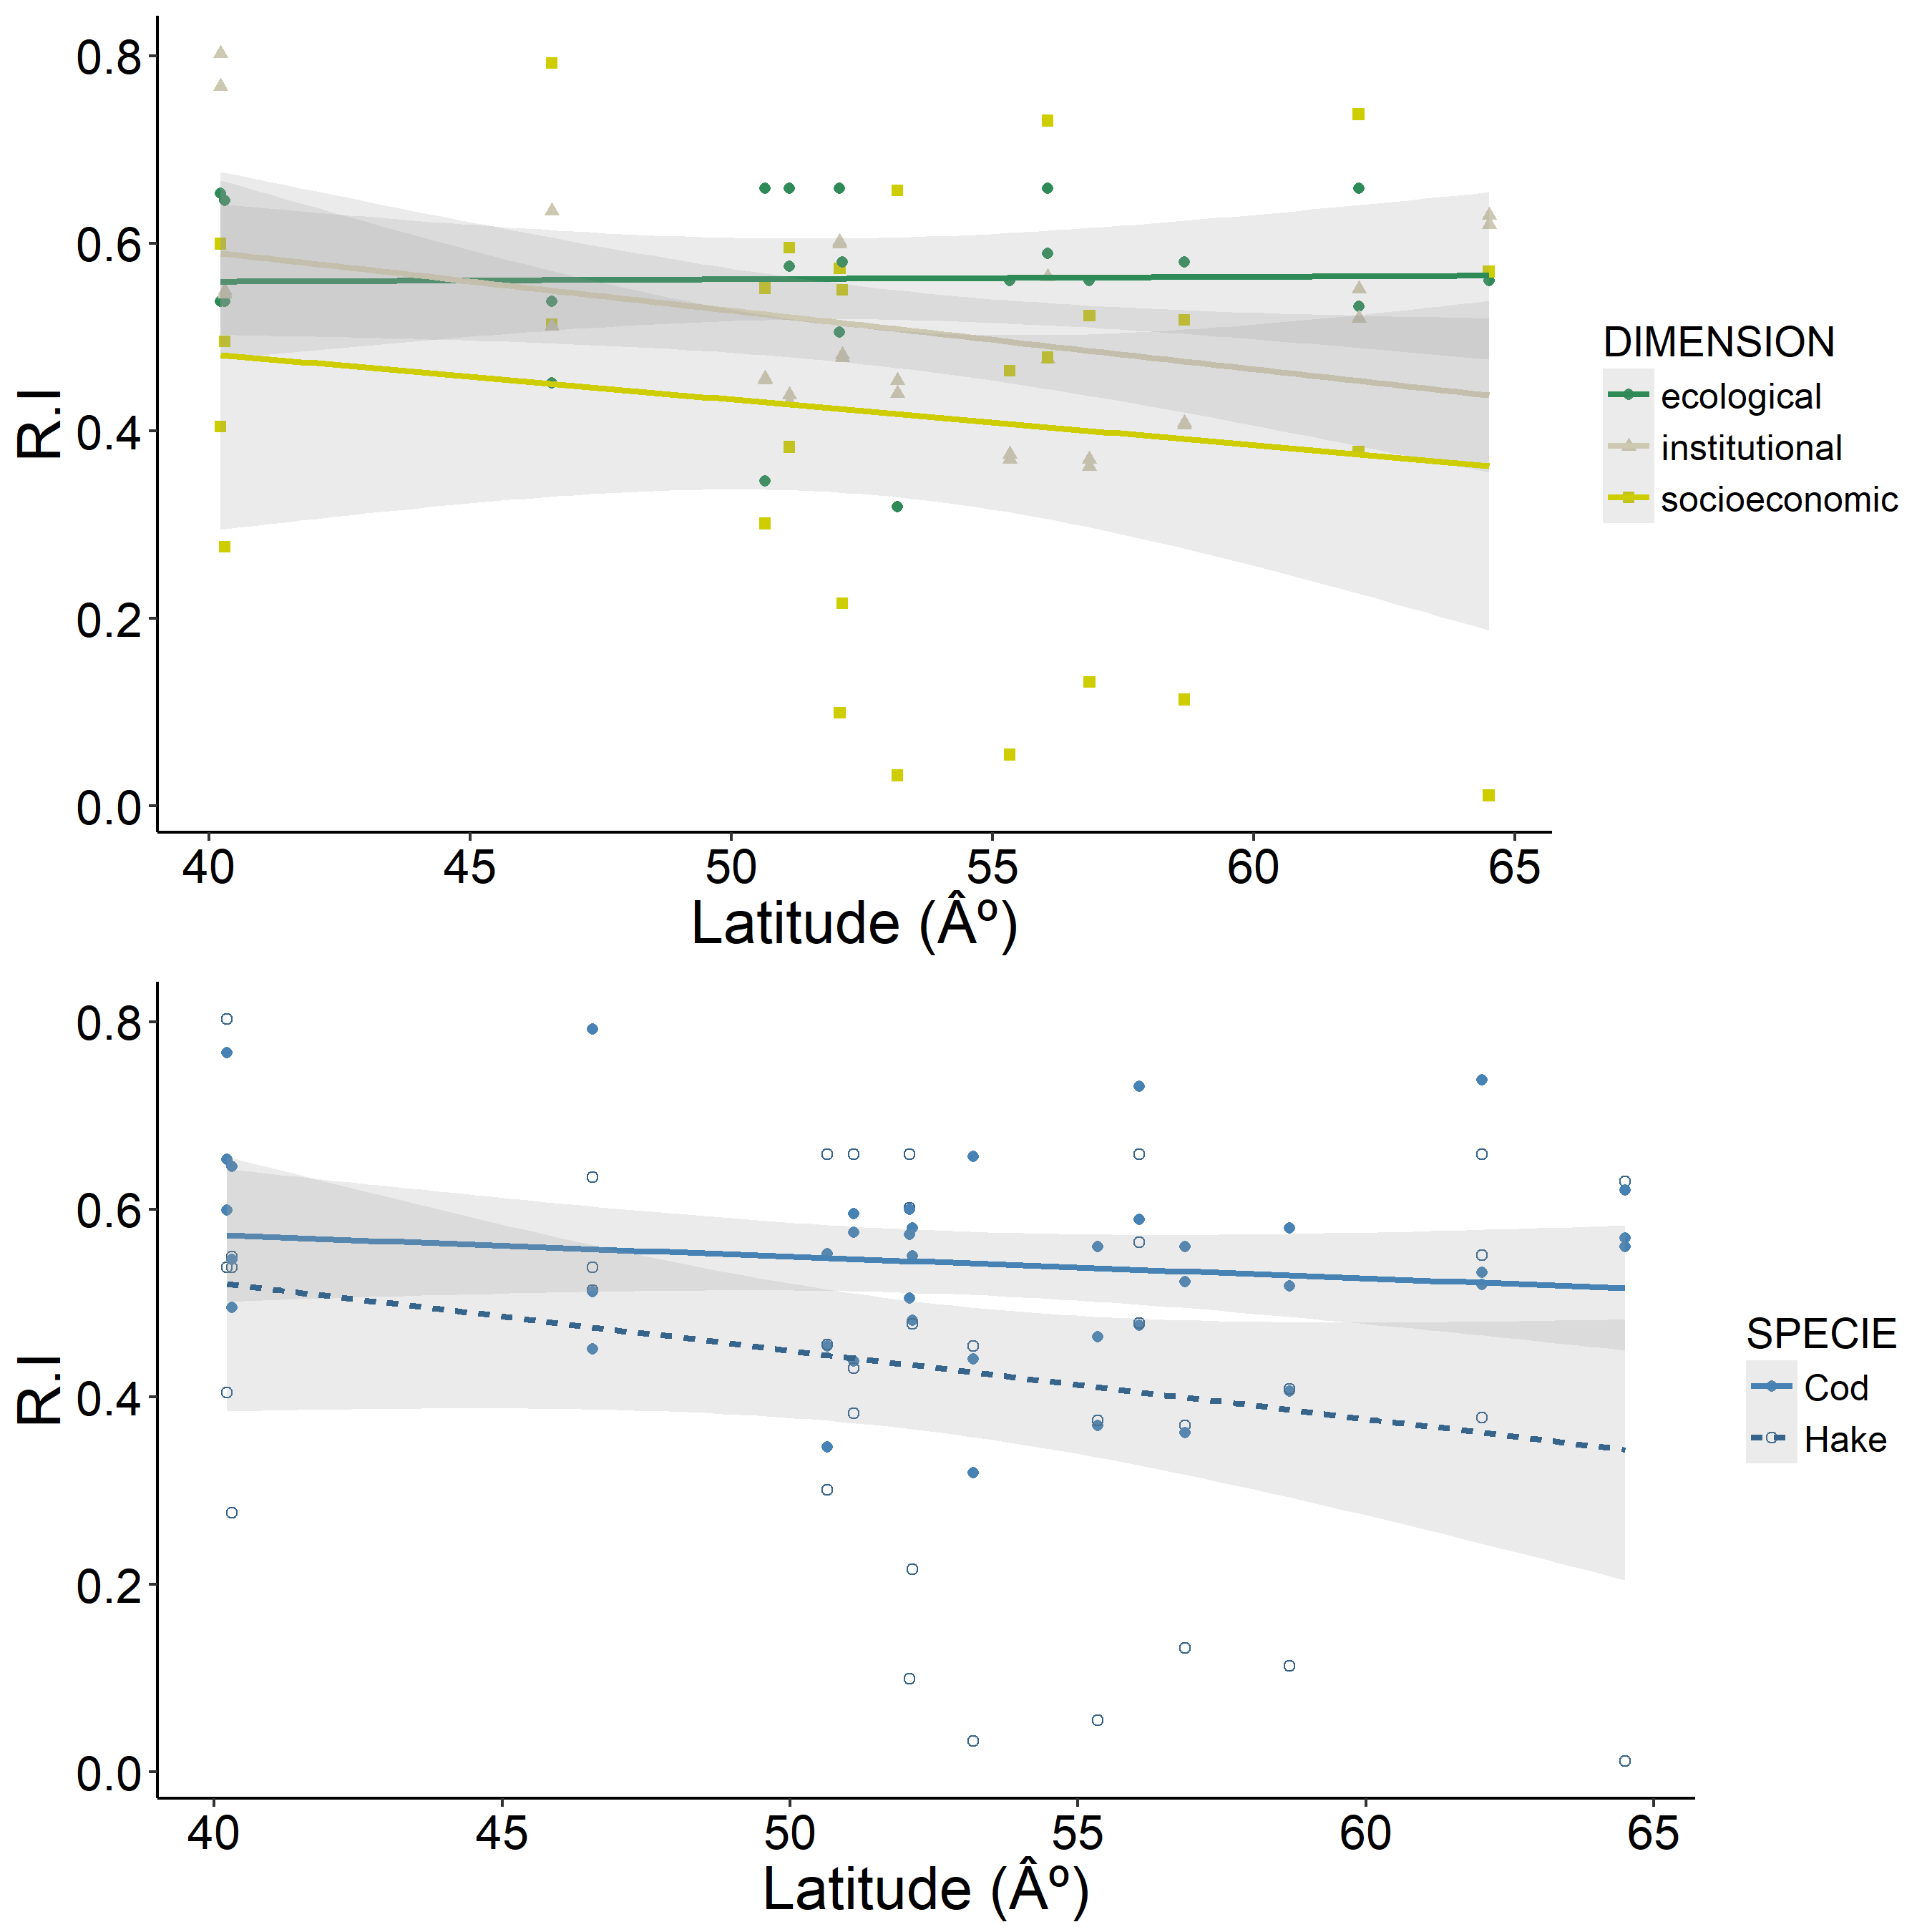 0.8
0.6
0.4
0.2
0.0
R.I
40 45 50 55 60 65
Latitude (Âº)
DIMENSION
ecological
institutional
socioeconomic
0.8
0.6
0.4
0.2
0.0
R.I
40 45 50 55 60 65
Latitude (Âº)
SPECIE
Cod
Hake